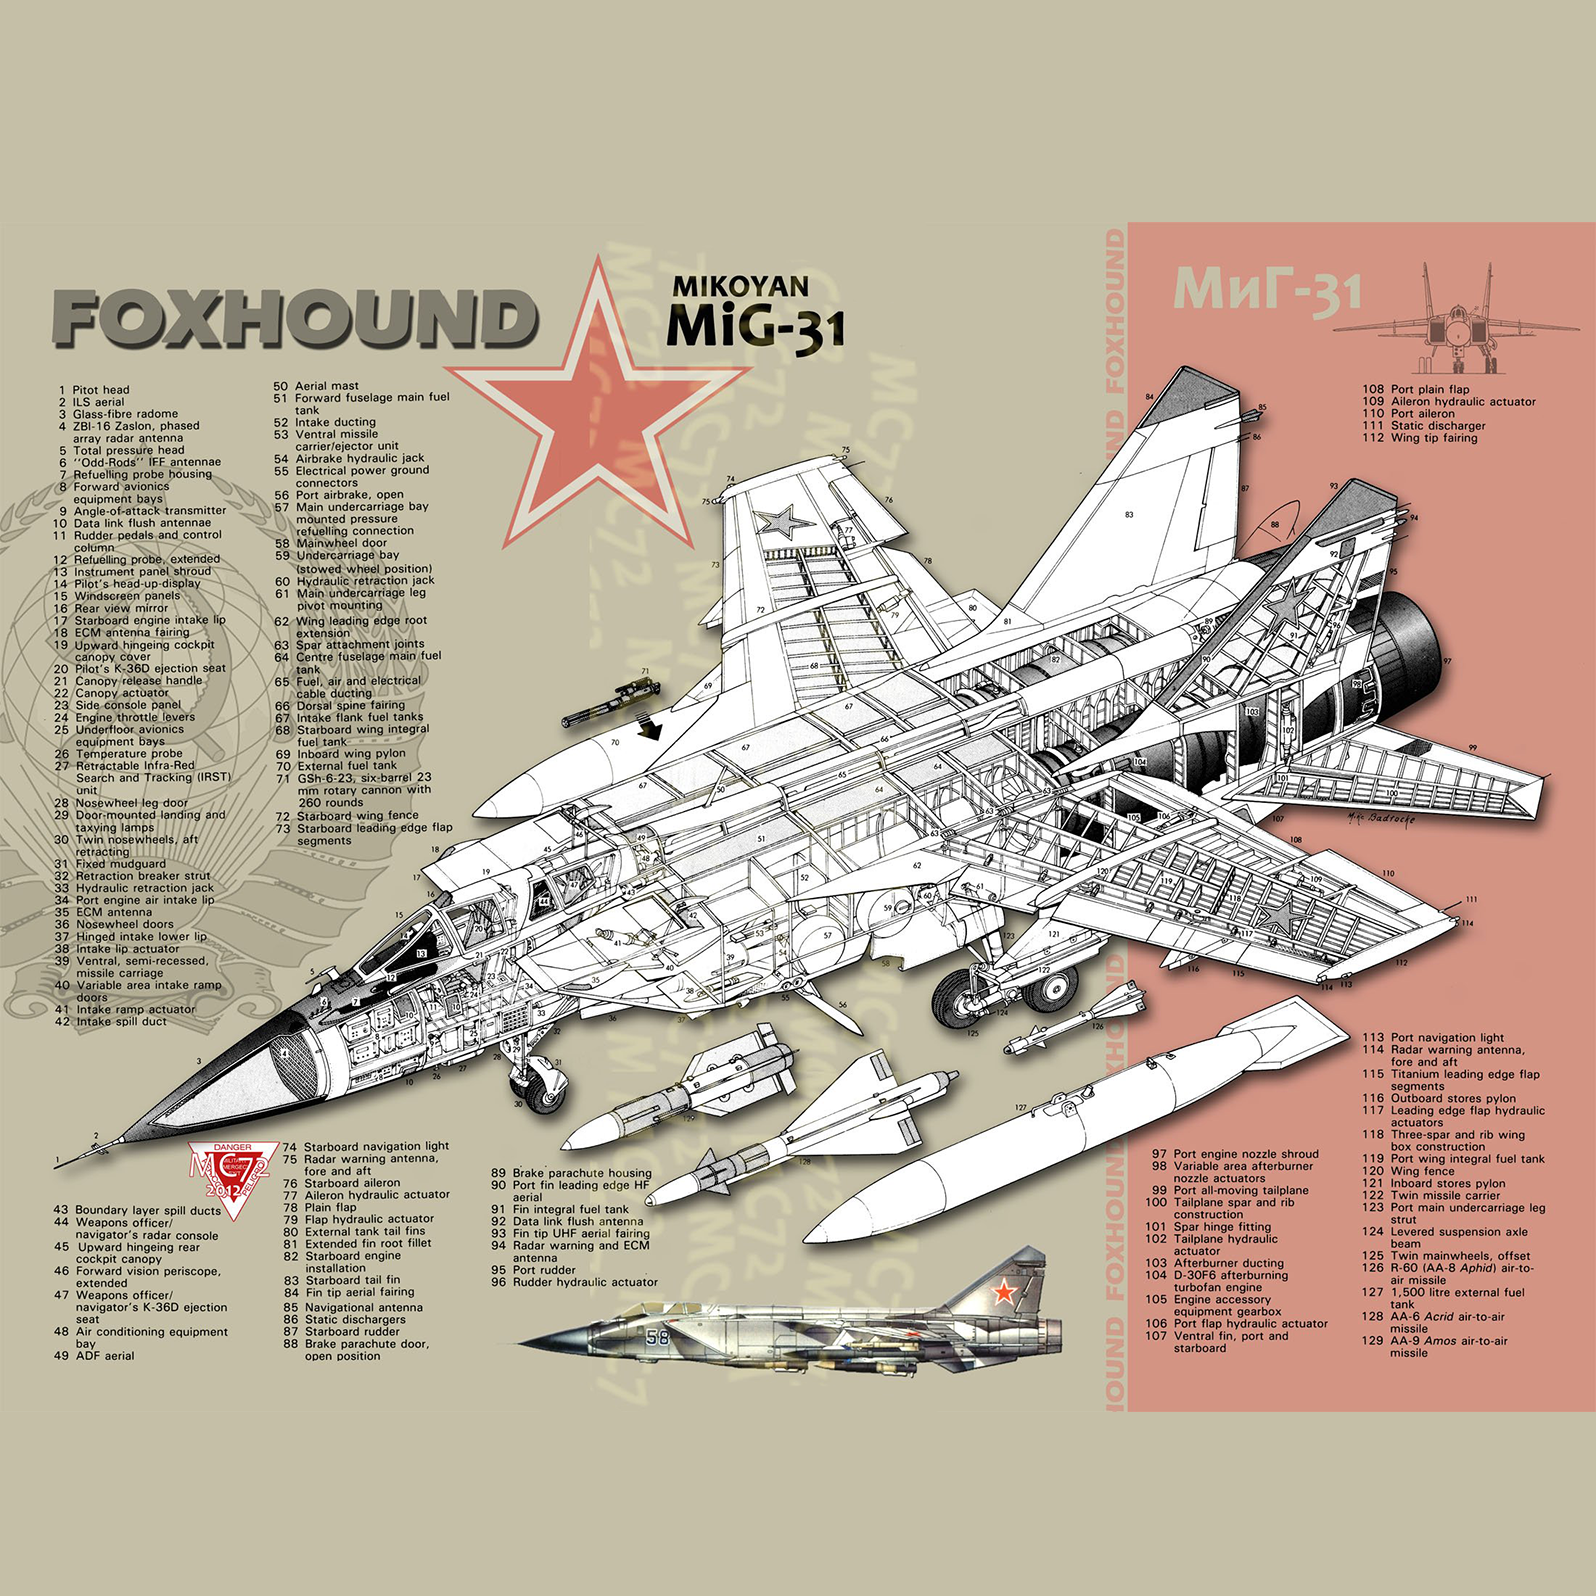 FOXHOUND
MIKOYAN
MiG-31
МиГ-31
FOXHOUND
1 Pitot head
2 ILS aerial
3 Glass-fibre radome
4 ZBI-16 Zaslon, phased
array radar antenna
5 Total pressure head
6 "Odd-Rods" IFF antennae
7 Refuelling probe housing
8 Forward avionics
equipment bays
9 Angle-of-attack transmitter
10 Data link flush antennae
11 Rudder pedals and control
column
12 Refuelling probe, extended
13 Instrument panel shroud
14 Pilot's head-up-display
15 Windscreen panels
16 Rear view mirror
17 Starboard engine intake lip
18 ECM antenna fairing
19 Upward hingeing cockpit
canopy cover
20 Pilot's K-36D ejection seat
21 Canopy release handle
22 Canopy actuator
23 Side console panel
24 Engine throttle levers
25 Underfloor avionics
equipment bays
26 Temperature probe
27 Retractable Infra-Red
Search and Tracking (IRST)
unit
28 Nosewheel leg door
29 Door-mounted landing and
taxying lamps
30 Twin nosewheels, aft
retracting
31 Fixed mudguard
32 Retraction breaker strut
33 Hydraulic retraction jack
34 Port engine air intake lip
35 ECM antenna
36 Nosewheel doors
37 Hinged intake lower lip
38 Intake lip actuator
39 Ventral, semi-recessed,
missile carriage
40 Variable area intake ramp
doors
41 Intake ramp actuator
42 Intake spill duct
43 Boundary layer spill ducts
44 Weapons officer/
navigator's radar console
45 Upward hingeing rear
cockpit canopy
46 Forward vision periscope,
extended
47 Weapons officer/
navigator's K-36D ejection
seat
48 Air conditioning equipment
bay
49 ADF aerial
50 Aerial mast
51 Forward fuselage main fuel
tank
52 Intake ducting
53 Ventral missile
carrier/ejector unit
54 Airbrake hydraulic jack
55 Electrical power ground
connectors
56 Port airbrake, open
57 Main undercarriage bay
mounted pressure
refuelling connection
58 Mainwheel door
59 Undercarriage bay
(stowed wheel position)
60 Hydraulic retraction jack
61 Main undercarriage leg
pivot mounting
62 Wing leading edge root
extension
63 Spar attachment joints
64 Centre fuselage main fuel
tank
65 Fuel, air and electrical
cable ducting
66 Dorsal spine fairing
67 Intake flank fuel tanks
68 Starboard wing integral
fuel tank
69 Inboard wing pylon
70 External fuel tank
71 GSh-6-23, six-barrel 23
mm rotary cannon with
260 rounds
72 Starboard wing fence
73 Starboard leading edge flap
segments
74 Starboard navigation light
75 Radar warning antenna,
fore and aft
76 Starboard aileron
77 Aileron hydraulic actuator
78 Plain flap
79 Flap hydraulic actuator
80 External tank tail fins
81 Extended fin root fillet
82 Starboard engine
installation
83 Starboard tail fin
84 Fin tip aerial fairing
85 Navigational antenna
86 Static dischargers
87 Starboard rudder
88 Brake parachute door,
open position
89 Brake parachute housing
90 Port fin leading edge HF
aerial
91 Fin integral fuel tank
92 Data link flush antenna
93 Fin tip UHF aerial fairing
94 Radar warning and ECM
antenna
95 Port rudder
96 Rudder hydraulic actuator
97 Port engine nozzle shroud
98 Variable area afterburner
nozzle actuators
99 Port all-moving tailplane
100 Tailplane spar and rib
construction
101 Spar hinge fitting
102 Tailplane hydraulic
actuator
103 Afterburner ducting
104 D-30F6 afterburning
turbofan engine
105 Engine accessory
equipment gearbox
106 Port flap hydraulic actuator
107 Ventral fin, port and
starboard
108 Port plain flap
109 Aileron hydraulic actuator
110 Port aileron
111 Static discharger
112 Wing tip fairing
113 Port navigation light
114 Radar warning antenna,
fore and aft
115 Titanium leading edge flap
segments
116 Outboard stores pylon
117 Leading edge flap hydraulic
actuators
118 Three-spar and rib wing
box construction
119 Port wing integral fuel tank
120 Wing fence
121 Inboard stores pylon
122 Twin missile carrier
123 Port main undercarriage leg
strut
124 Levered suspension axle
beam
125 Twin mainwheels, offset
126 R-60 (AA-8 Aphid) air-to-
air missile
127 1,500 litre external fuel
tank
128 AA-6 Acrid air-to-air
missile
129 AA-9 Amos air-to-air
missile
DANGER
MC72
2012
Mike Badrocke
58